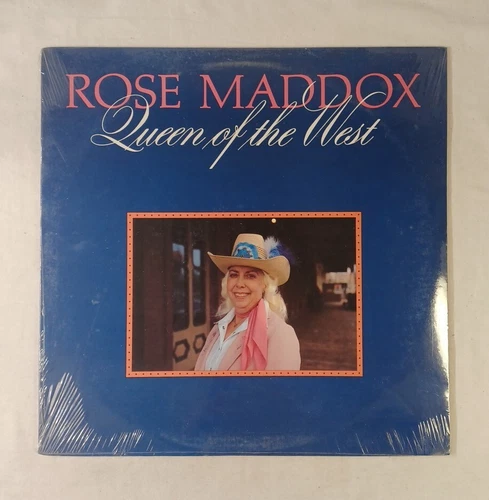 ROSE MADDOX
Queen of the West